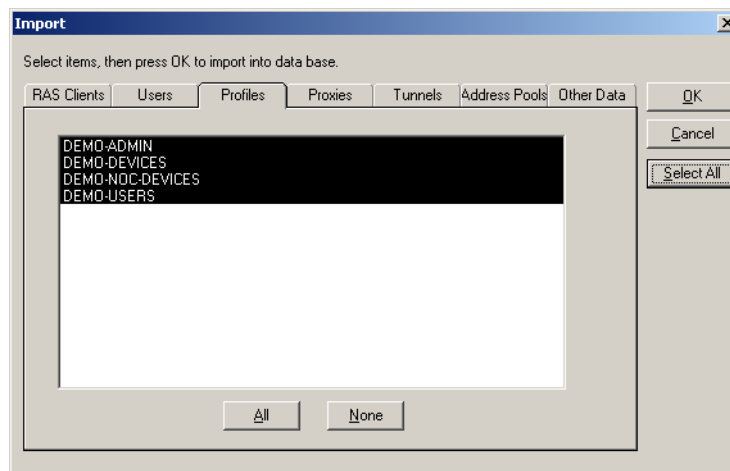 Import
Select items, then press OK to import into data base.
RAS Clients Users Profiles Proxies Tunnels Address Pools Other Data
OK
Cancel
Select All
DEMO-ADMIN
DEMO-DEVICES
DEMO-NOC-DEVICES
DEMO-USERS
All None